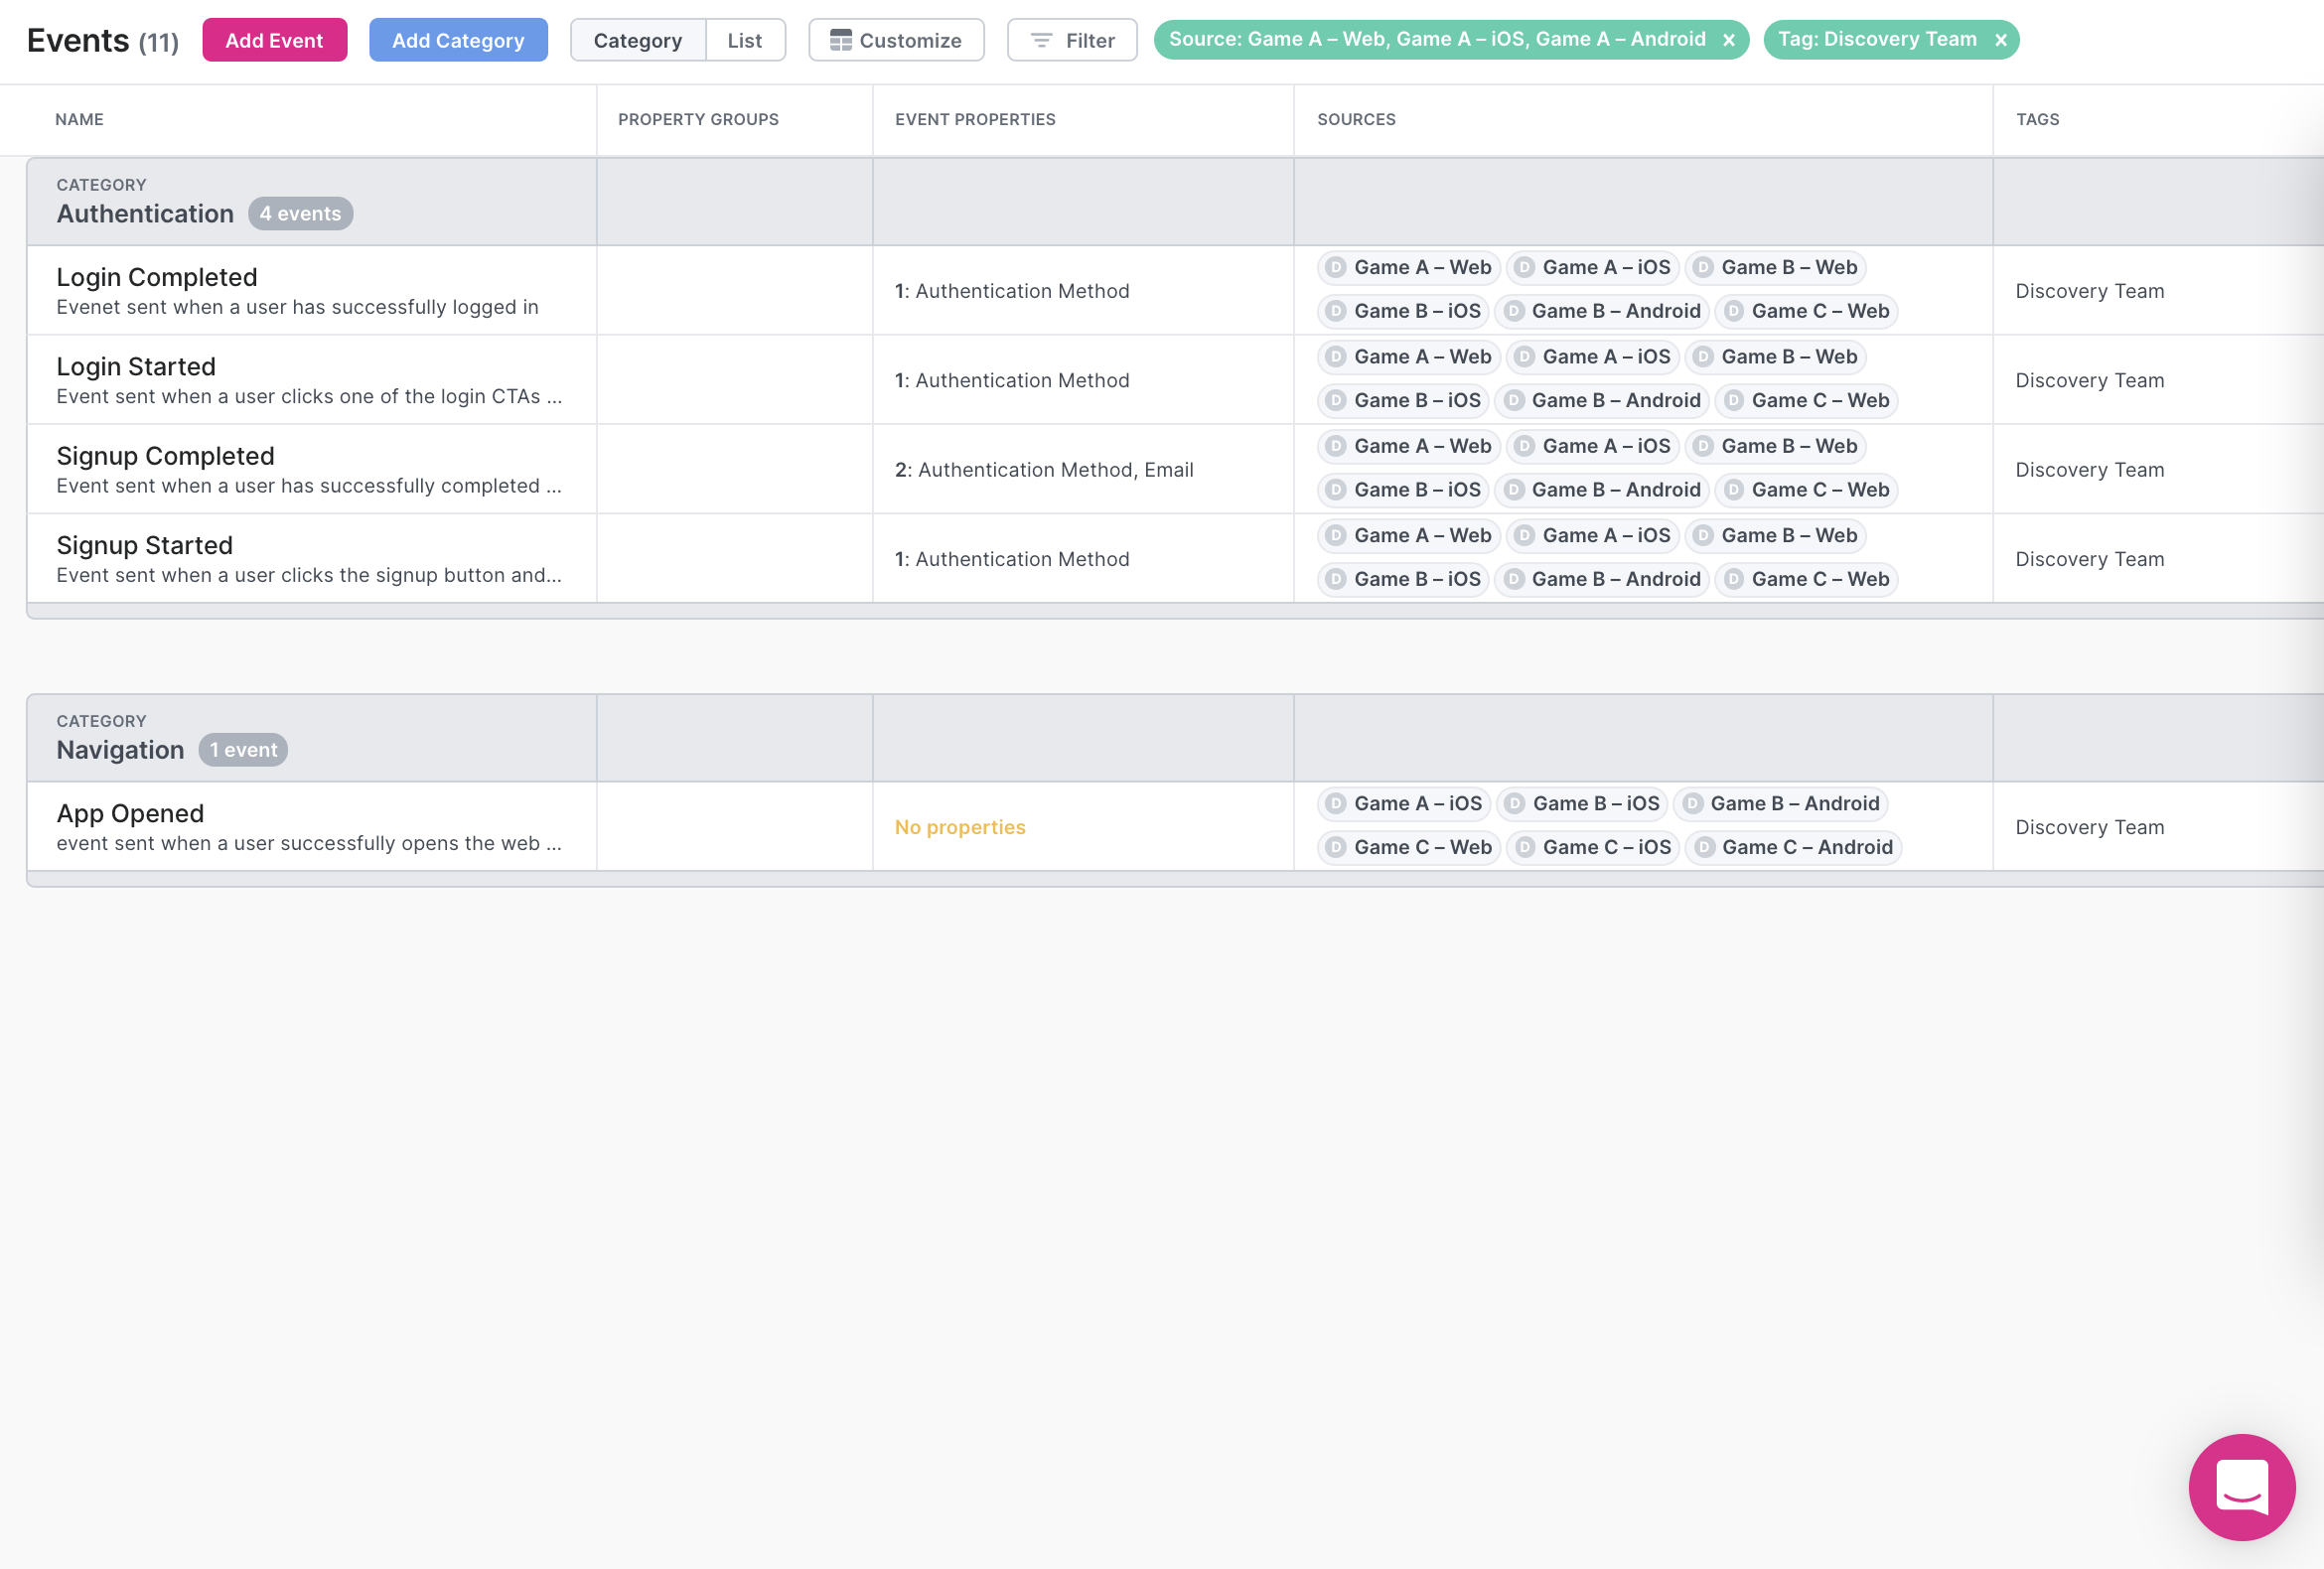 Events (11) Add Event Add Category Category List Customize Filter Source: Game A – Web, Game A – iOS, Game A – Android × Tag: Discovery Team ×
NAME PROPERTY GROUPS EVENT PROPERTIES SOURCES TAGS
CATEGORY
Authentication 4 events
Login Completed
Evenet sent when a user has successfully logged in
1: Authentication Method
D Game A – Web D Game A – iOS D Game B – Web
D Game B – iOS D Game B – Android D Game C – Web
Discovery Team
Login Started
Event sent when a user clicks one of the login CTAs ...
1: Authentication Method
D Game A – Web D Game A – iOS D Game B – Web
D Game B – iOS D Game B – Android D Game C – Web
Discovery Team
Signup Completed
Event sent when a user has successfully completed ...
2: Authentication Method, Email
D Game A – Web D Game A – iOS D Game B – Web
D Game B – iOS D Game B – Android D Game C – Web
Discovery Team
Signup Started
Event sent when a user clicks the signup button and...
1: Authentication Method
D Game A – Web D Game A – iOS D Game B – Web
D Game B – iOS D Game B – Android D Game C – Web
Discovery Team
CATEGORY
Navigation 1 event
App Opened
event sent when a user successfully opens the web ...
No properties
D Game A – iOS D Game B – iOS D Game B – Android
D Game C – Web D Game C – iOS D Game C – Android
Discovery Team